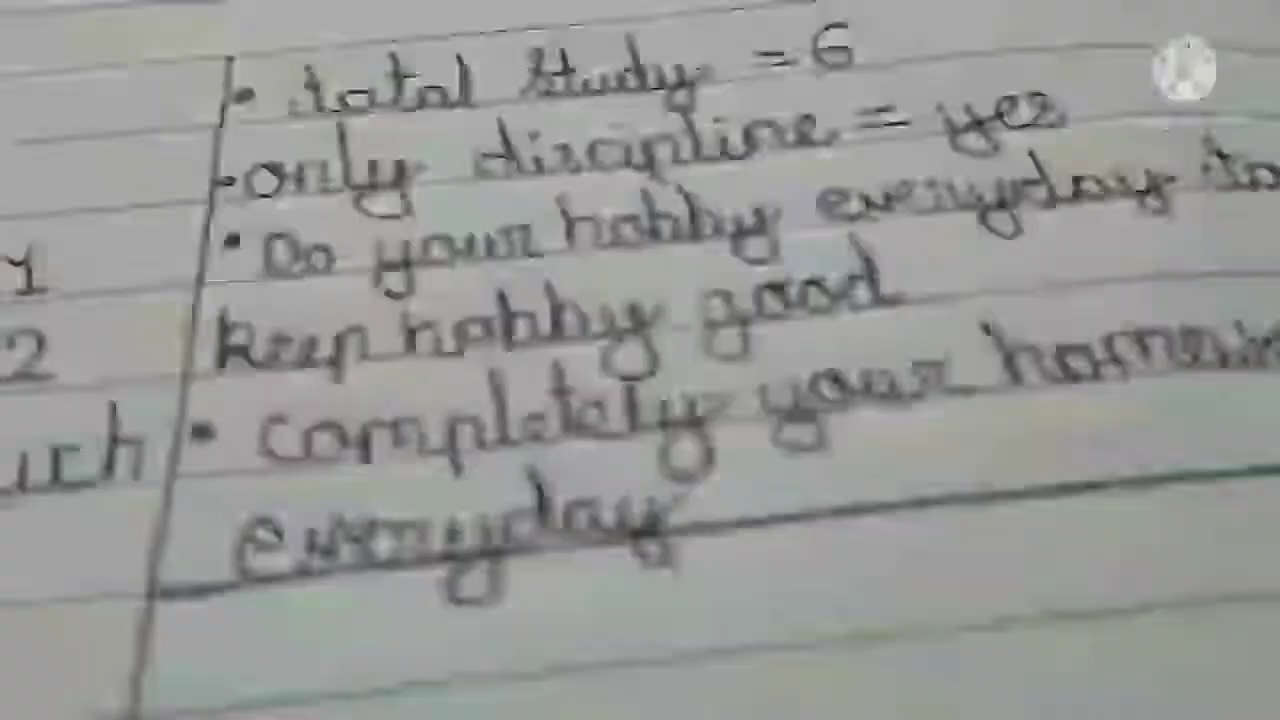 • total study = 6
• only discipline = yes
1 • Do your hobby everyday to
2 keep hobby good
• completely your
everyday